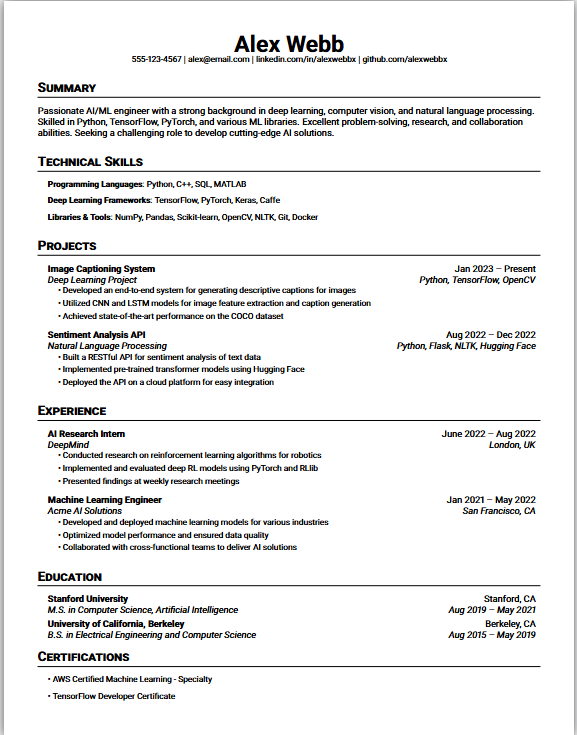 Alex Webb
555-123-4567 | alex@email.com | linkedin.com/in/alexwebbx | github.com/alexwebbx
Summary
Passionate AI/ML engineer with a strong background in deep learning, computer vision, and natural language processing.
Skilled in Python, TensorFlow, PyTorch, and various ML libraries. Excellent problem-solving, research, and collaboration
abilities. Seeking a challenging role to develop cutting-edge AI solutions.
Technical Skills
Programming Languages: Python, C++, SQL, MATLAB
Deep Learning Frameworks: TensorFlow, PyTorch, Keras, Caffe
Libraries & Tools: NumPy, Pandas, Scikit-learn, OpenCV, NLTK, Git, Docker
Projects
Image Captioning System Jan 2023 – Present
Deep Learning Project Python, TensorFlow, OpenCV
• Developed an end-to-end system for generating descriptive captions for images
• Utilized CNN and LSTM models for image feature extraction and caption generation
• Achieved state-of-the-art performance on the COCO dataset
Sentiment Analysis API Aug 2022 – Dec 2022
Natural Language Processing Python, Flask, NLTK, Hugging Face
• Built a RESTful API for sentiment analysis of text data
• Implemented pre-trained transformer models using Hugging Face
• Deployed the API on a cloud platform for easy integration
Experience
AI Research Intern June 2022 – Aug 2022
DeepMind London, UK
• Conducted research on reinforcement learning algorithms for robotics
• Implemented and evaluated deep RL models using PyTorch and RLlib
• Presented findings at weekly research meetings
Machine Learning Engineer Jan 2021 – May 2022
Acme AI Solutions San Francisco, CA
• Developed and deployed machine learning models for various industries
• Optimized model performance and ensured data quality
• Collaborated with cross-functional teams to deliver AI solutions
Education
Stanford University Stanford, CA
M.S. in Computer Science, Artificial Intelligence Aug 2019 – May 2021
University of California, Berkeley Berkeley, CA
B.S. in Electrical Engineering and Computer Science Aug 2015 – May 2019
Certifications
• AWS Certified Machine Learning - Specialty
• TensorFlow Developer Certificate